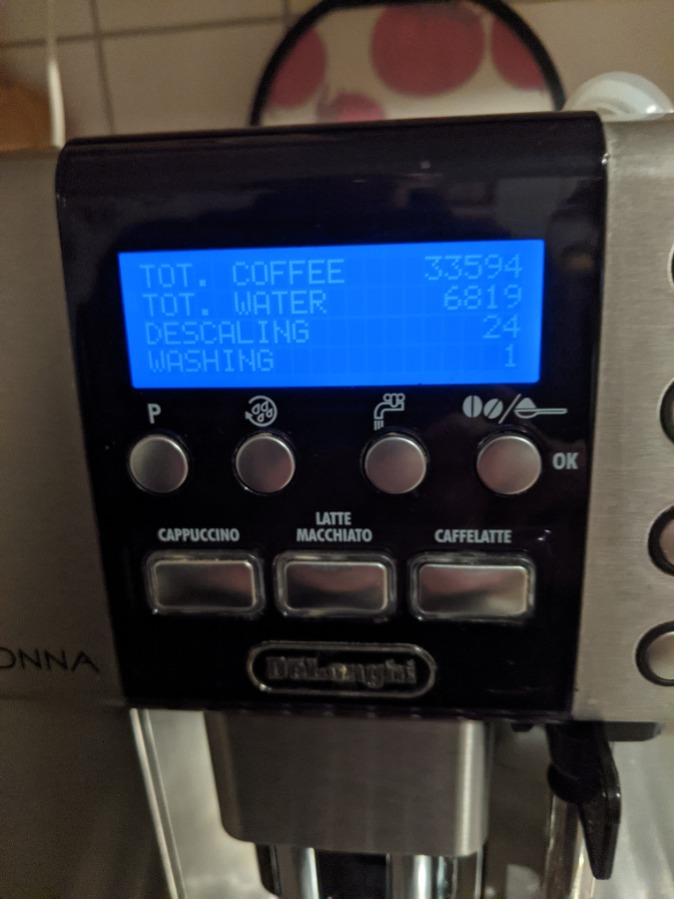 TOT. COFFEE 33594
TOT. WATER 6819
DESCALING 24
WASHING 1
P
OK
CAPPUCCINO
LATTE
MACCHIATO
CAFFELATTE
ONNA
DeLonghi